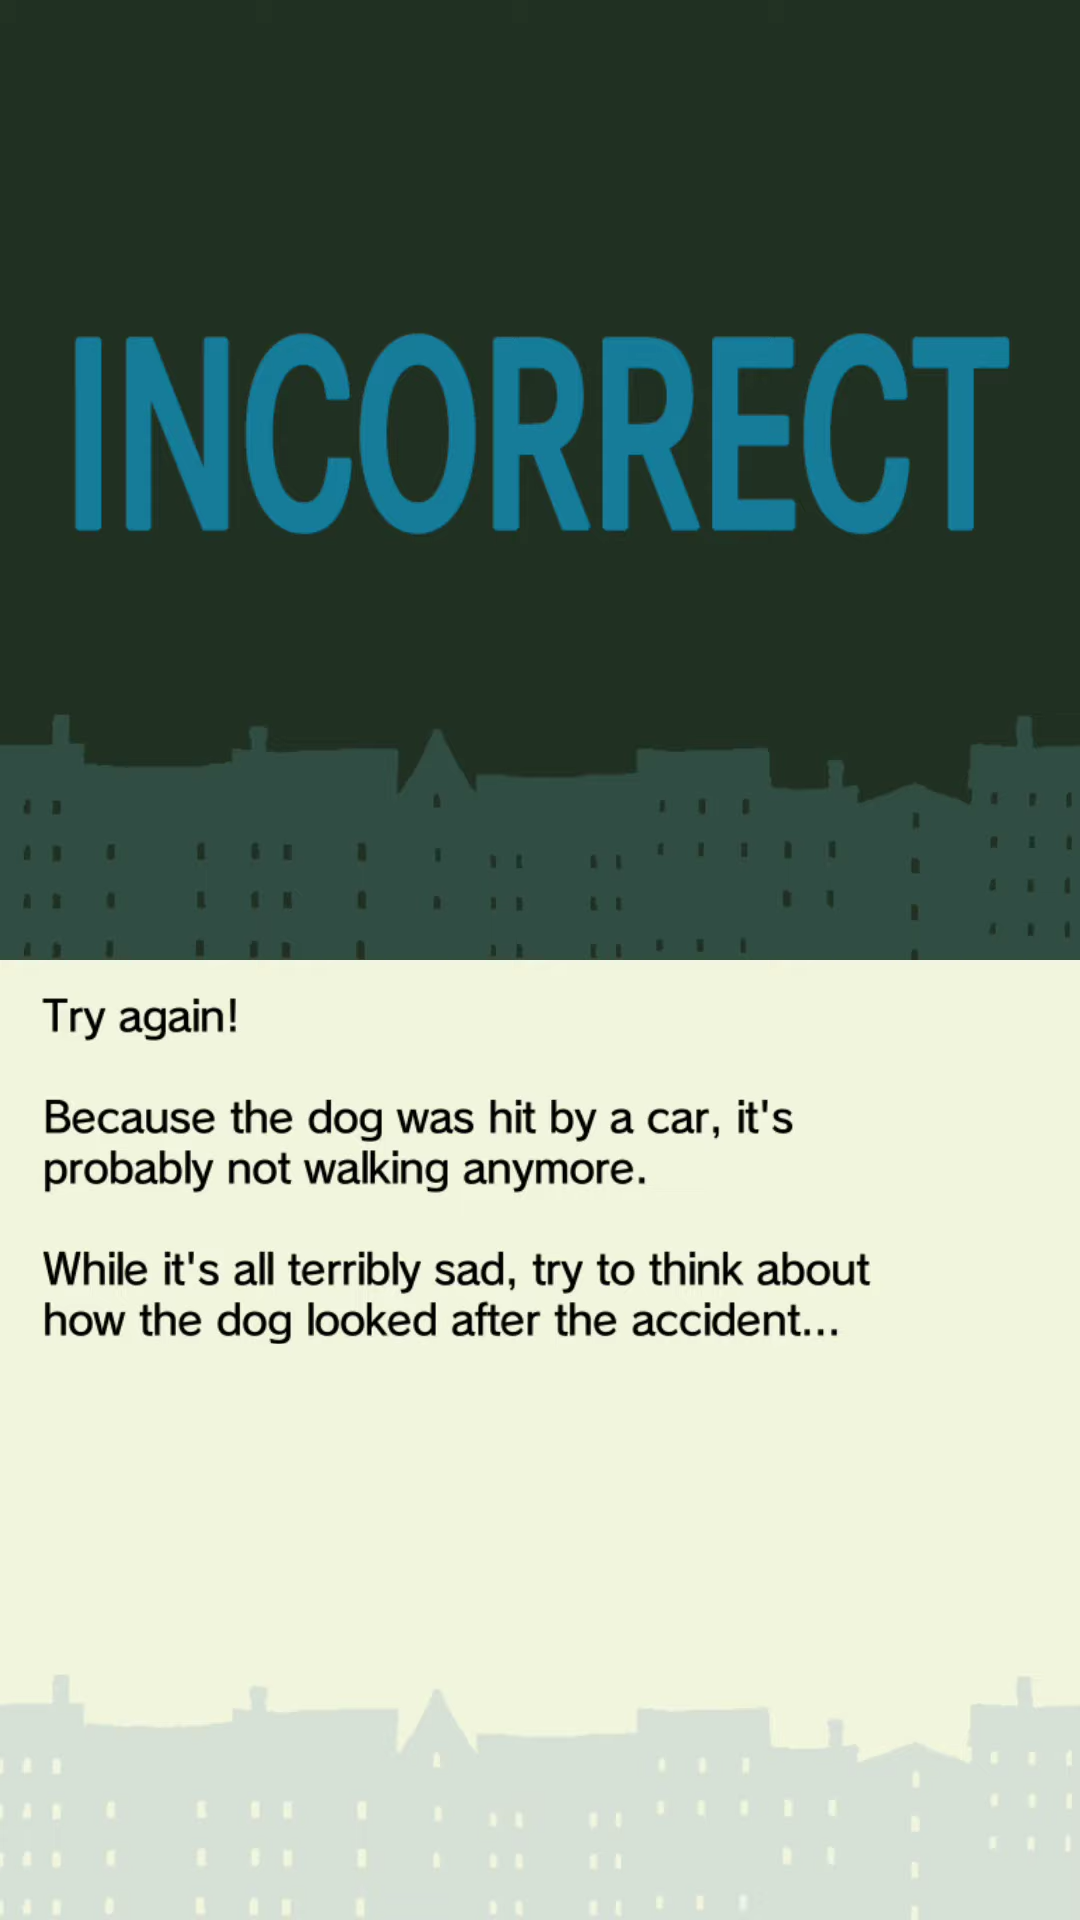 INCORRECT
Try again!
Because the dog was hit by a car, it's
probably not walking anymore.
While it's all terribly sad, try to think about
how the dog looked after the accident...